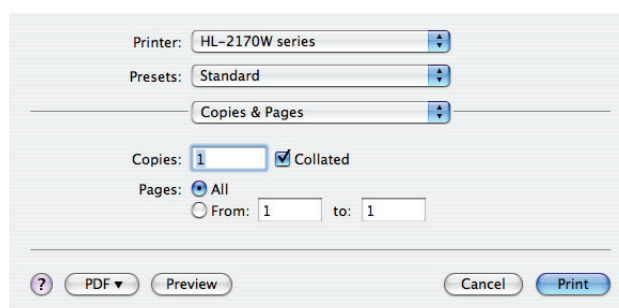 Printer: HL-2170W series
Presets: Standard
Copies & Pages
Copies: 1 Collated
Pages: All
From: 1 to: 1
? PDF▼ Preview Cancel Print